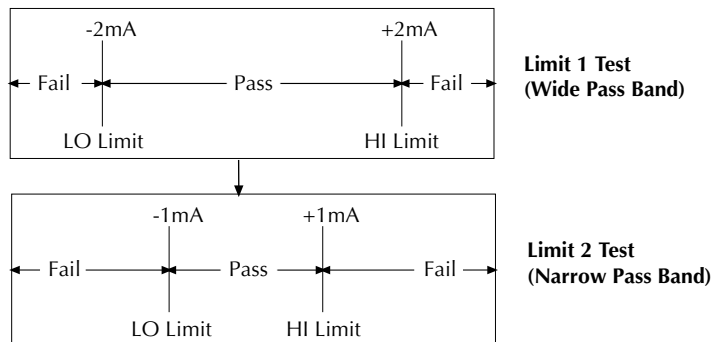 -2mA +2mA
Fail Pass Fail
LO Limit HI Limit
Limit 1 Test
(Wide Pass Band)
-1mA +1mA
Fail Pass Fail
LO Limit HI Limit
Limit 2 Test
(Narrow Pass Band)